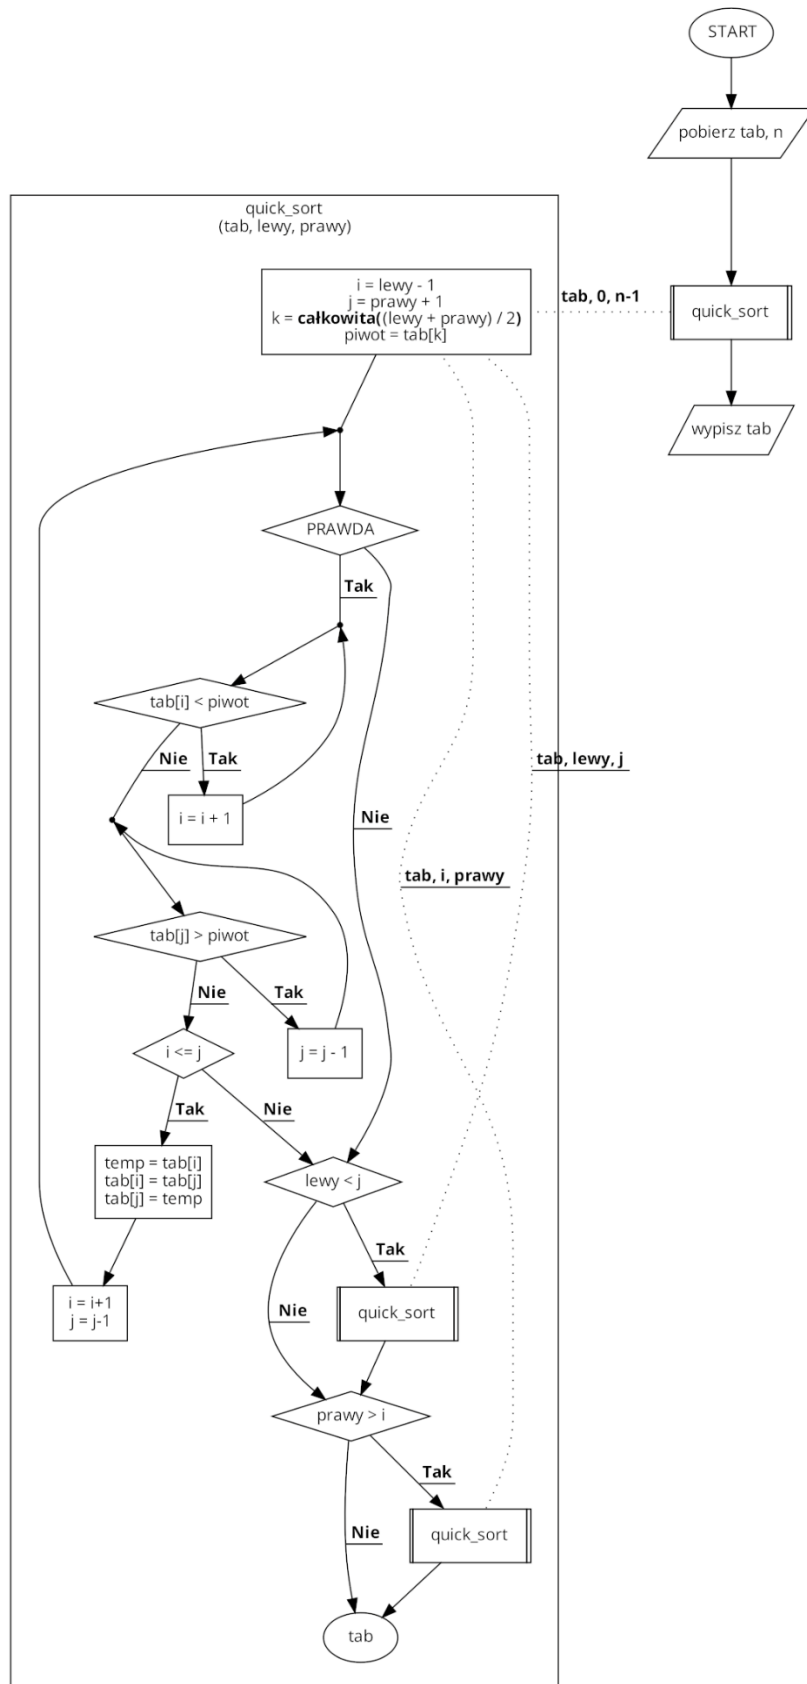 START
pobierz tab, n
quick_sort
(tab, lewy, prawy)
i = lewy - 1
j = prawy + 1
k = całkowita((lewy + prawy) / 2)
piwot = tab[k]
tab, 0, n-1
quick_sort
wypisz tab
PRAWDA
Tak
tab[i] < piwot
Nie
Tak
tab, lewy, j
i = i + 1
Nie
tab, i, prawy
tab[j] > piwot
Nie
Tak
i <= j
j = j - 1
Tak
Nie
temp = tab[i]
tab[i] = tab[j]
tab[j] = temp
lewy < j
Tak
i = i+1
j = j-1
Nie
quick_sort
prawy > i
Tak
Nie
quick_sort
tab